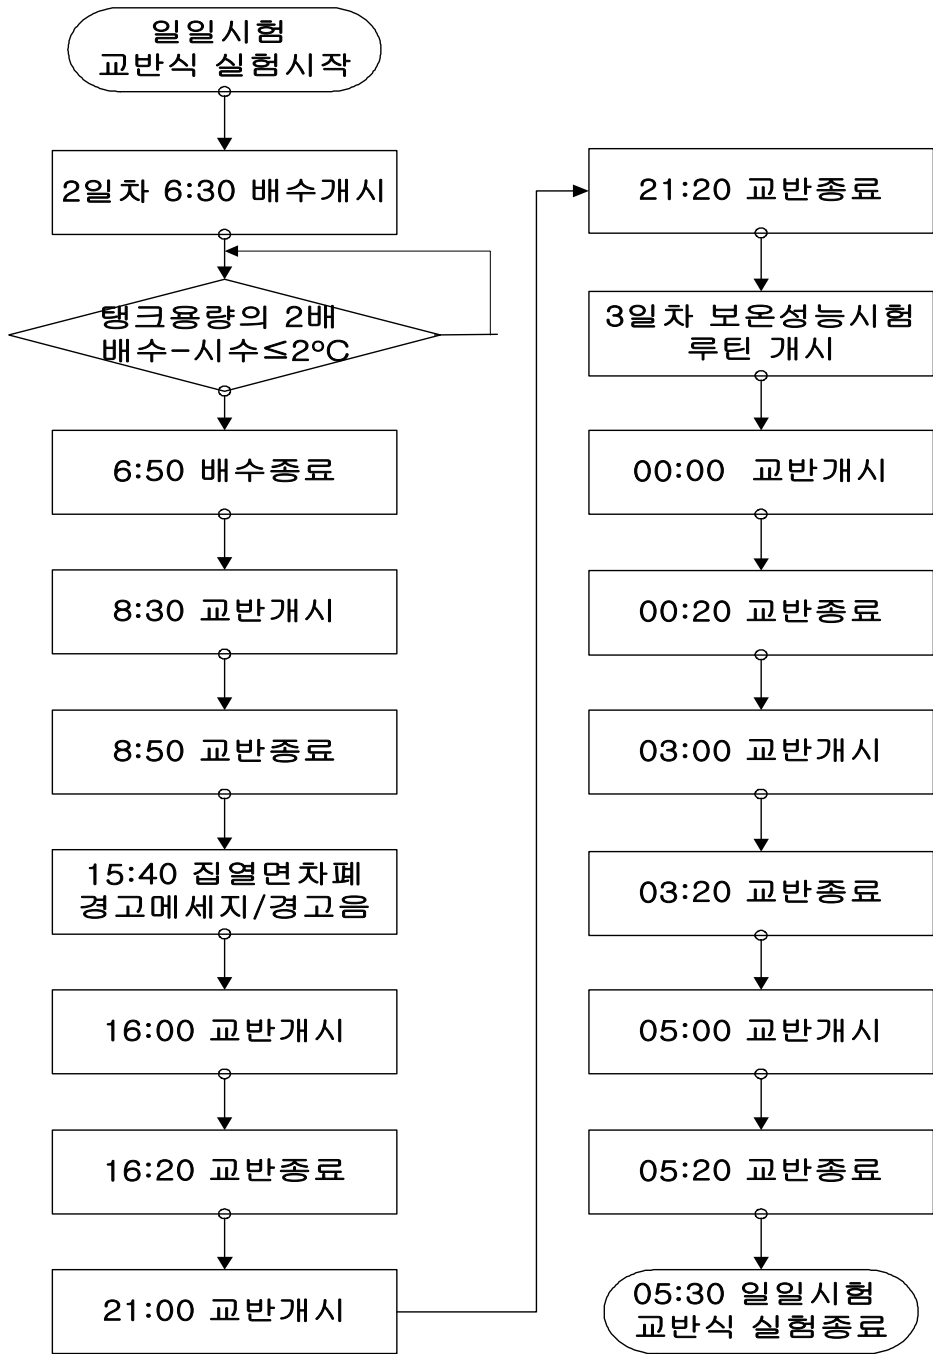 일일시험
교반식 실험시작
2일차 6:30 배수개시
탱크용량의 2배
배수-시수≤2℃
6:50 배수종료
8:30 교반개시
8:50 교반종료
15:40 집열면차폐
경고메세지/경고음
16:00 교반개시
16:20 교반종료
21:00 교반개시
21:20 교반종료
3일차 보온성능시험
루틴 개시
00:00 교반개시
00:20 교반종료
03:00 교반개시
03:20 교반종료
05:00 교반개시
05:20 교반종료
05:30 일일시험
교반식 실험종료